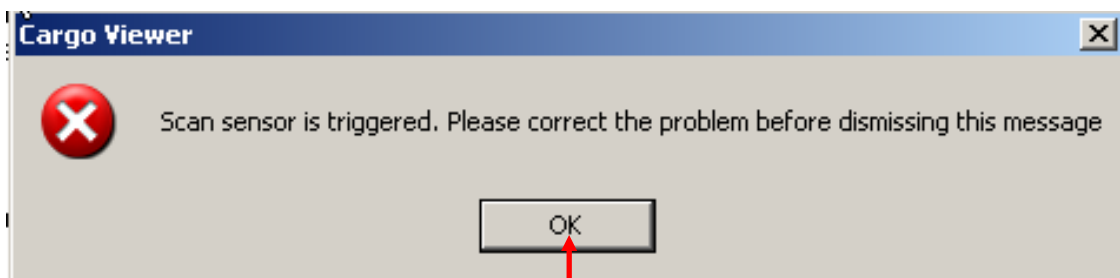 Cargo Viewer
Scan sensor is triggered. Please correct the problem before dismissing this message
OK